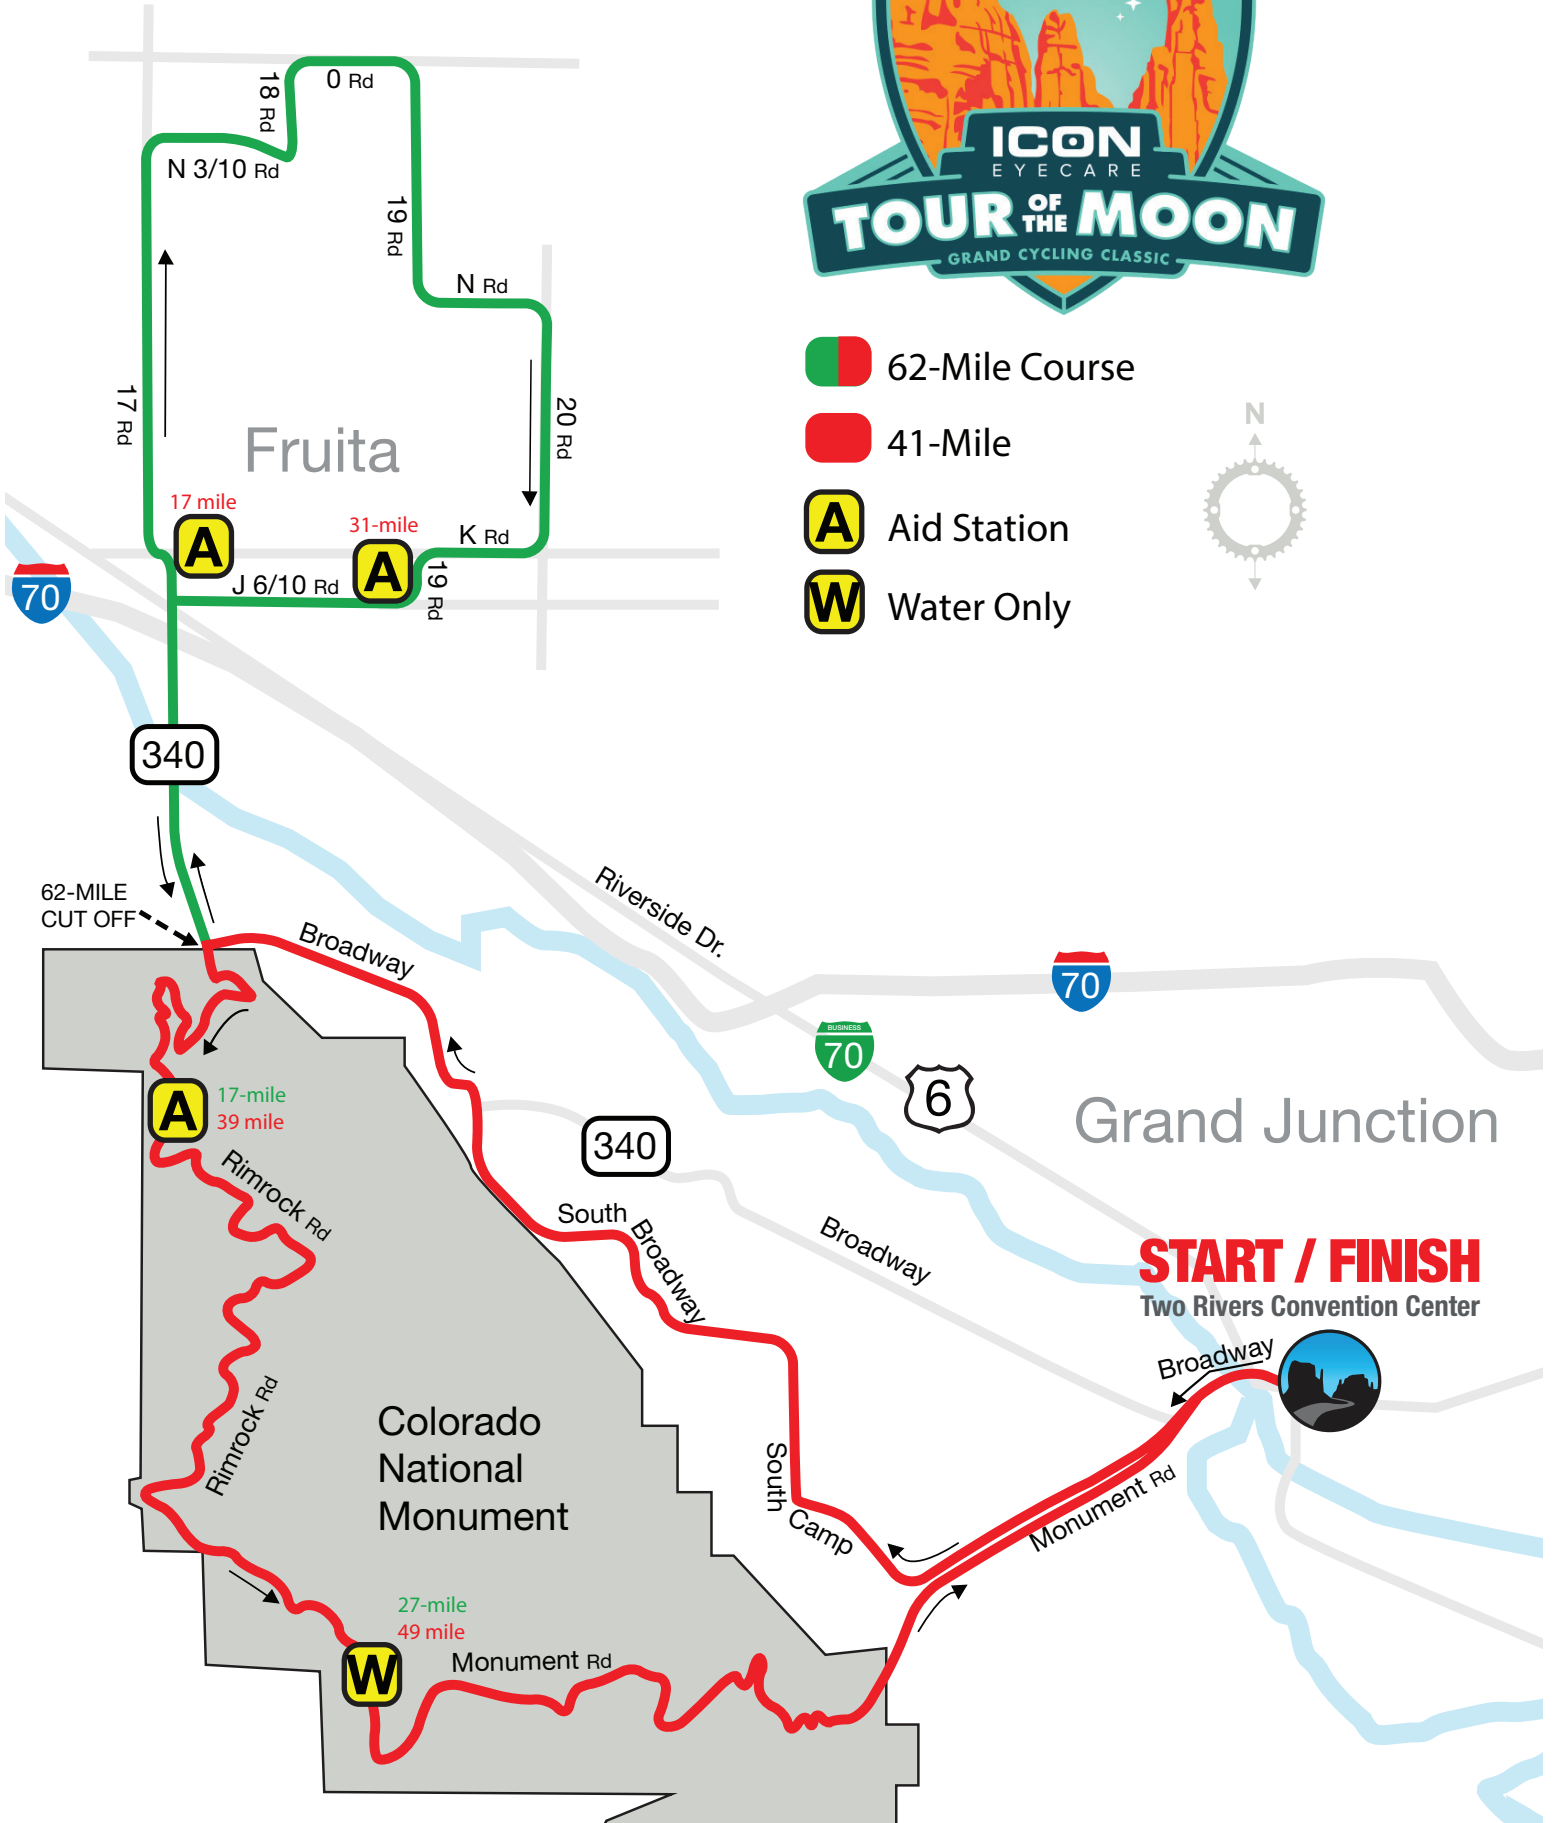 O Rd
18 Rd
N 3/10 Rd
19 Rd
N Rd
17 Rd
20 Rd
Fruita
17 mile
A
31-mile
A
K Rd
J 6/10 Rd
19 Rd
70
340
ICON
EYECARE
TOUR OF THE MOON
GRAND CYCLING CLASSIC
62-Mile Course
41-Mile
A Aid Station
W Water Only
N
62-MILE
CUT OFF
Broadway
Riverside Dr.
70
BUSINESS
70
6
Grand Junction
340
A
17-mile
39 mile
Rimrock Rd
South
Broadway
Broadway
START / FINISH
Two Rivers Convention Center
Broadway
Rimrock Rd
Colorado
National
Monument
South
Camp
Monument Rd
27-mile
49 mile
W
Monument Rd